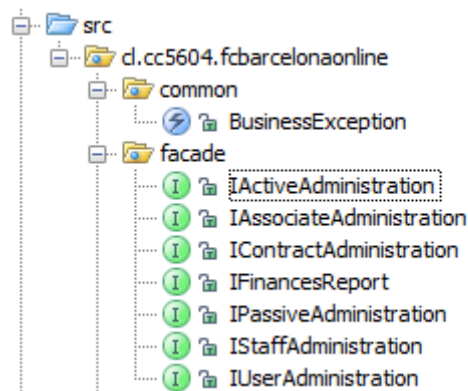 src
cl.cc5604.fcbarcelonaonline
common
BusinessException
facade
IActiveAdministration
IAssociateAdministration
IContractAdministration
IFinancesReport
IPassiveAdministration
IStaffAdministration
IUserAdministration